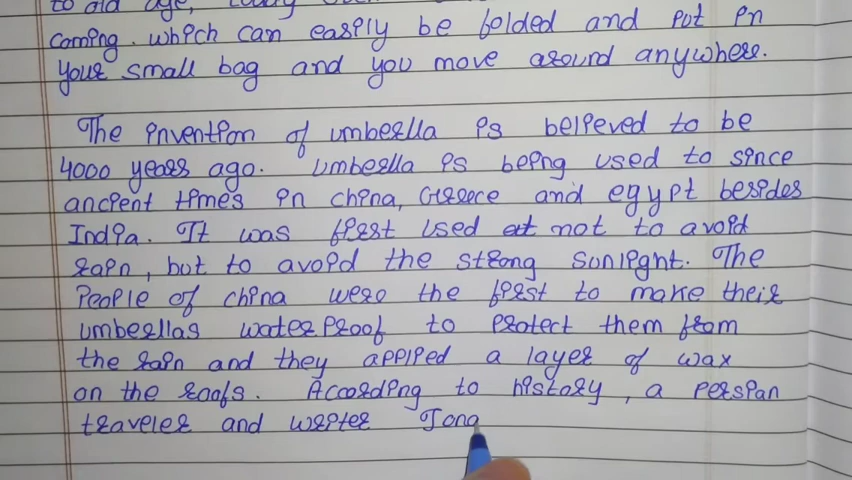 to old age,
coming. which can easily be folded and put in
your small bag and you move around anywhere.
The invention of umbrella is believed to be
4000 years ago. Umbrella is being used to since
ancient times in china, Greece and egypt besides
India. It was first used at not to avoid
rain, but to avoid the strong sunlight. The
People of china were the first to make their
umbrellas waterproof to protect them from
the rain and they applied a layer of wax
on the roofs. According to history, a persian
traveler and writer Jona